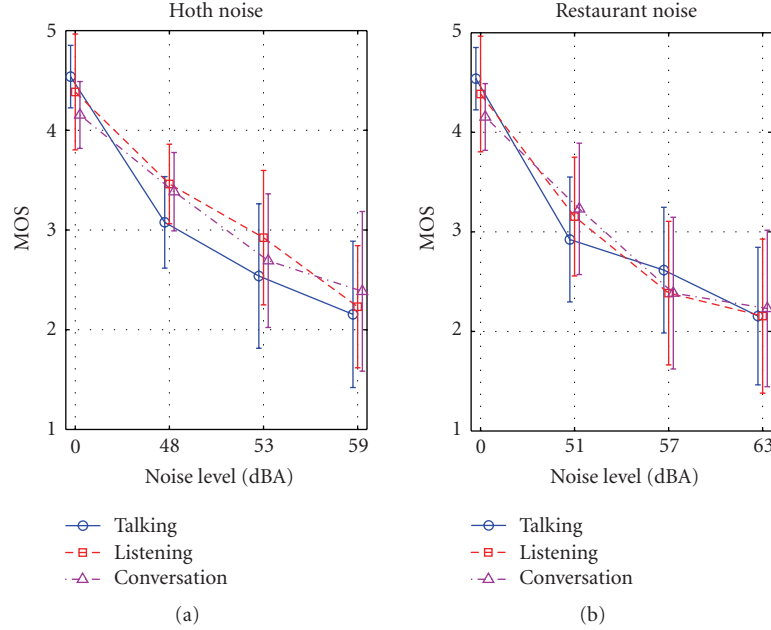 Hoth noise
5
4
3
2
1
MOS
0 48 53 59
Noise level (dBA)
Talking
Listening
Conversation
(a)
Restaurant noise
5
4
3
2
1
MOS
0 51 57 63
Noise level (dBA)
Talking
Listening
Conversation
(b)